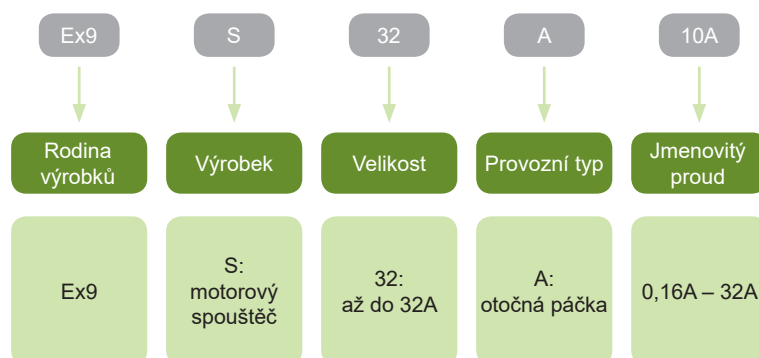 Ex9
S
32
A
10A
Rodina
výrobků
Výrobek
Velikost
Provozní typ
Jmenovitý
proud
Ex9
S:
motorový
spouštěč
32:
až do 32A
A:
otočná páčka
0,16A – 32A